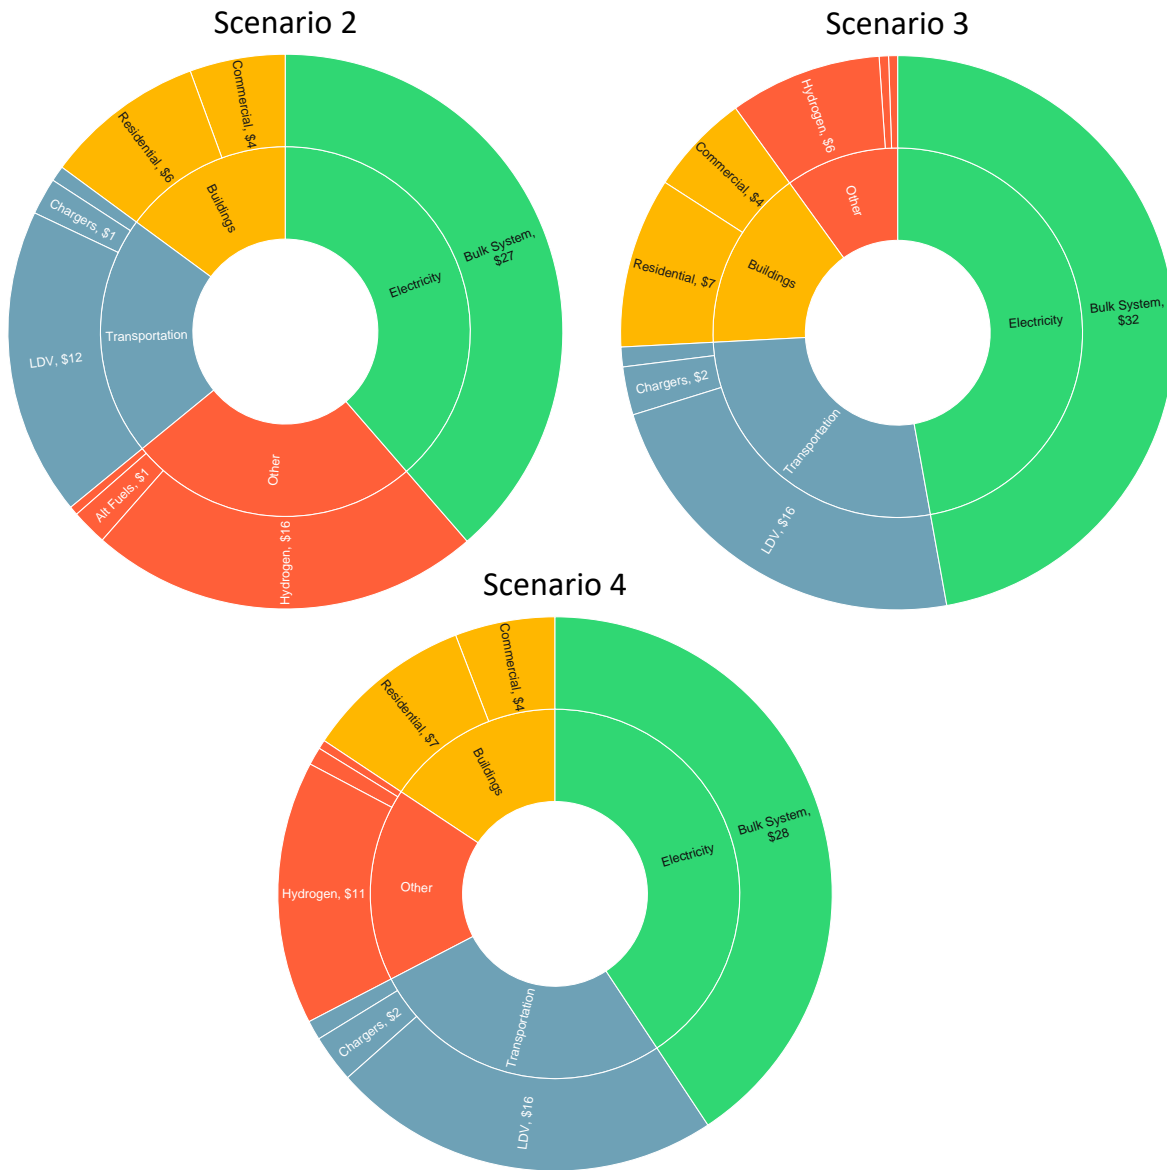 Scenario 2
Commercial, $4
Residential, $6
Buildings
Chargers, $1
Transportation
LDV, $12
Electricity
Bulk System,
$27
Other
Alt Fuels, $1
Hydrogen, $16
Scenario 3
Hydrogen, $6
Other
Commercial, $4
Buildings
Residential, $7
Chargers, $2
Transportation
LDV, $16
Electricity
Bulk System,
$32
Scenario 4
Commercial, $4
Residential, $7
Buildings
Electricity
Bulk System,
$28
Hydrogen, $11
Other
Chargers, $2
Transportation
LDV, $16